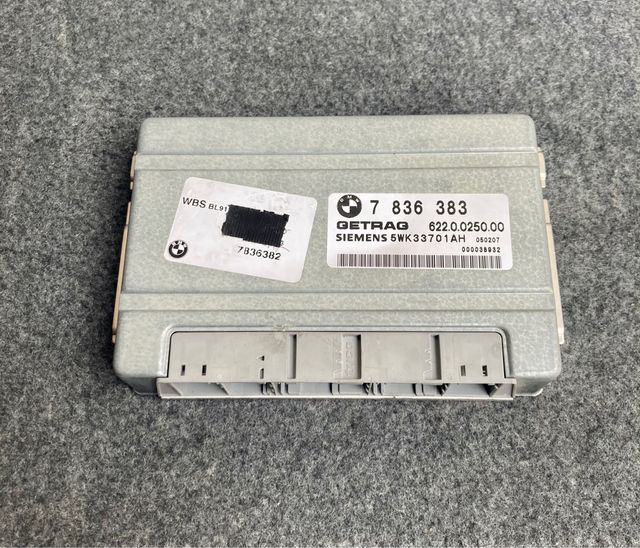 WBS BL91
7836382
7 836 383
GETRAG 622.0.0250.00
SIEMENS 5WK33701AH 050207
000038932